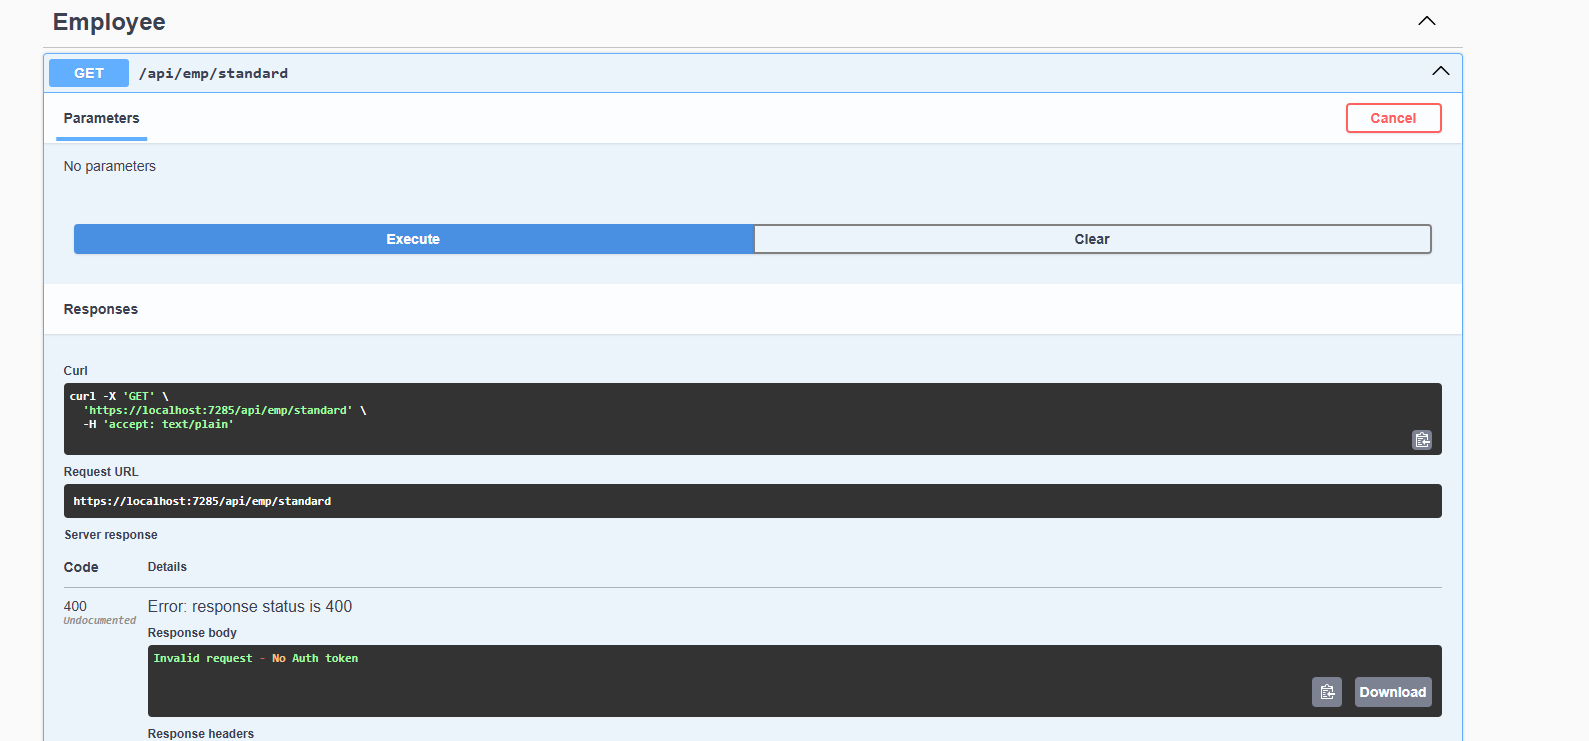 Employee
GET /api/emp/standard
Parameters
Cancel
No parameters
Execute
Clear
Responses
Curl
curl -X 'GET' \
  'https://localhost:7285/api/emp/standard' \
  -H 'accept: text/plain'
Request URL
https://localhost:7285/api/emp/standard
Server response
Code Details
400
Undocumented
Error: response status is 400
Response body
Invalid request - No Auth token
Download
Response headers